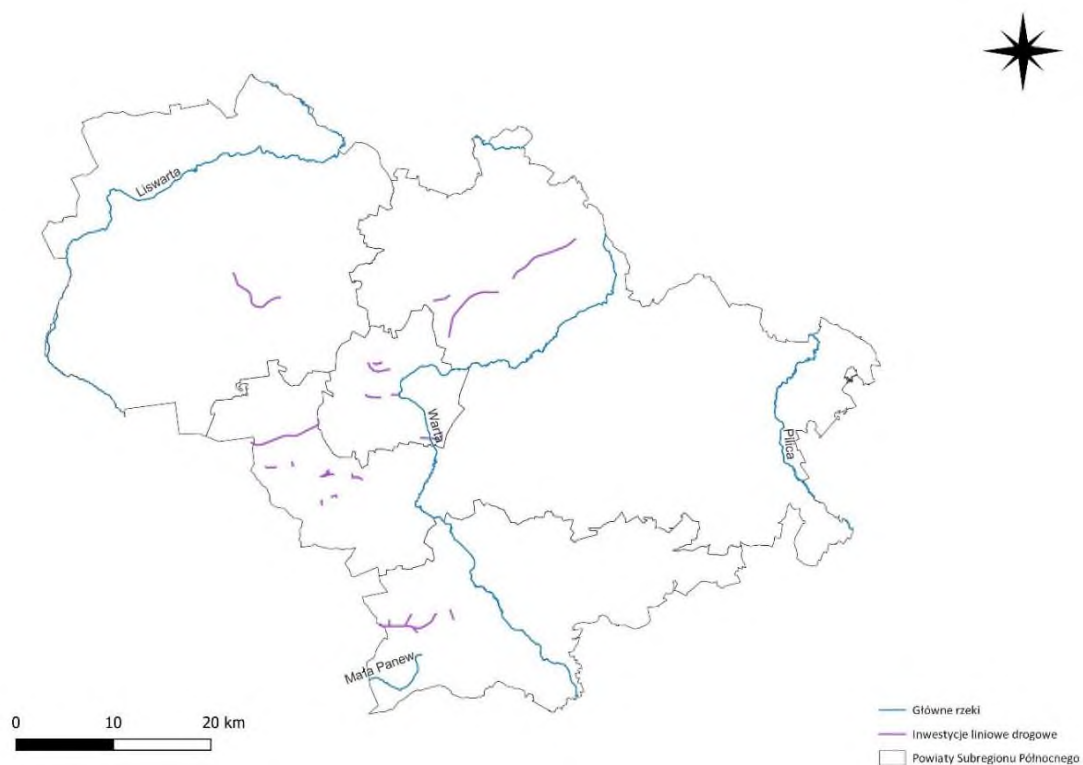 Liswarta
Warta
Pilica
Mała Panew
0 10 20 km
Główne rzeki
Inwestycje liniowe drogowe
Powiaty Subregionu Północnego